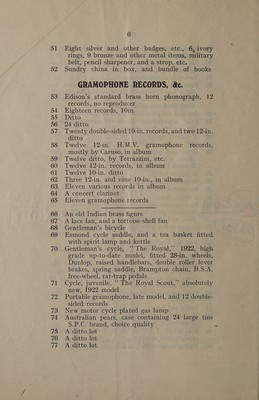 6
51 Eight silver and other badges, etc., 6 ivory
rings, 9 bronze and other metal items, military
belt, pencil sharpener, and a strop, etc.
52 Sundry china in box, and bundle of books
GRAMOPHONE RECORDS, &c.
53 Edison's standard brass horn phonograph, 12
records, no reproducer
54 Eighteen records, 10in.
55 Ditto
56 24 ditto
57 Twenty double-sided 10-in. records, and two 12-in.
ditto
58 Twelve 12-in. H.M.V. gramophone records,
mostly by Caruso, in album
59 Twelve ditto, by Tetrazzini, etc.
60 Twelve 12-in. records, in album
61 Twelve 10-in. ditto
62 Three 12-in. and nine 10-in., in album
63 Eleven various records in album
64 A concert clarinet
65 Eleven gramophone records
66 An old Indian brass figure
67 A lace fan, and a tortoise-shell fan
68 Gentleman's bicycle
69 Esmond cycle saddle, and a tea basket fitted
with spirit lamp and kettle
70 Gentleman's cycle, "The Royal," 1922, high
grade up-to-date model, fitted 28-in. wheels,
Dunlop, raised handlebars, double roller lever
brakes, spring saddle, Brampton chain, B.S.A.
free-wheel, rat-trap pedals
71 Cycle, juvenile, "The Royal Scout," absolutely
new, 1922 model
72 Portable gramophone, late model, and 12 double-
sided records
73 New motor cycle plated gas lamp
74 Australian pears, case containing 24 large tins
S.P.C. brand, choice quality
75 A ditto lot
76 A ditto lot
77 A ditto lot